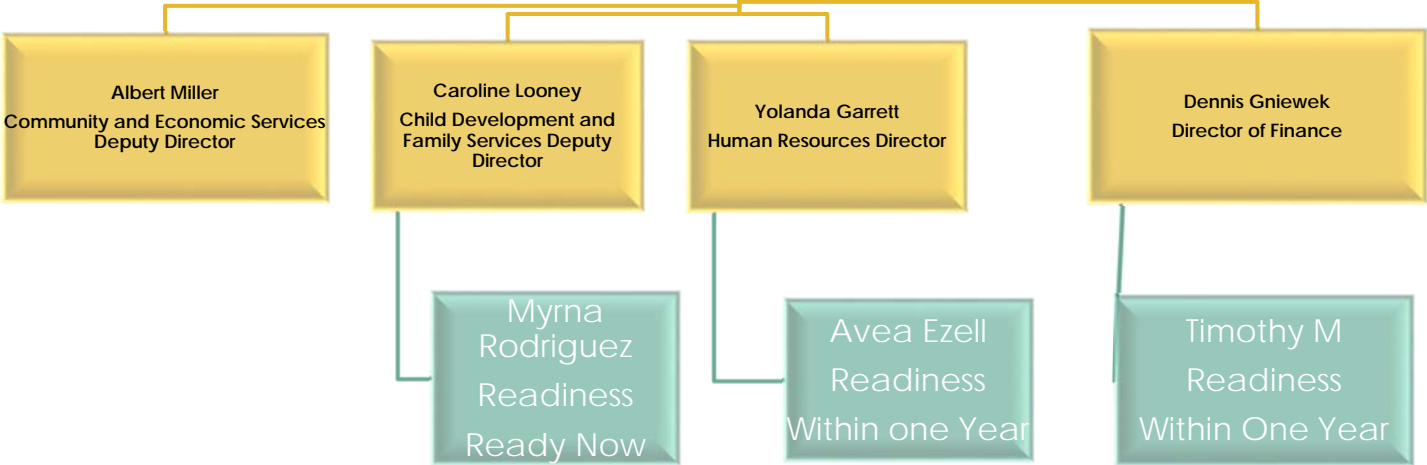 Albert Miller
Community and Economic Services
Deputy Director
Caroline Looney
Child Development and
Family Services Deputy
Director
Yolanda Garrett
Human Resources Director
Dennis Gniewek
Director of Finance
Myrna
Rodriguez
Readiness
Ready Now
Avea Ezell
Readiness
Within one Year
Timothy M
Readiness
Within One Year